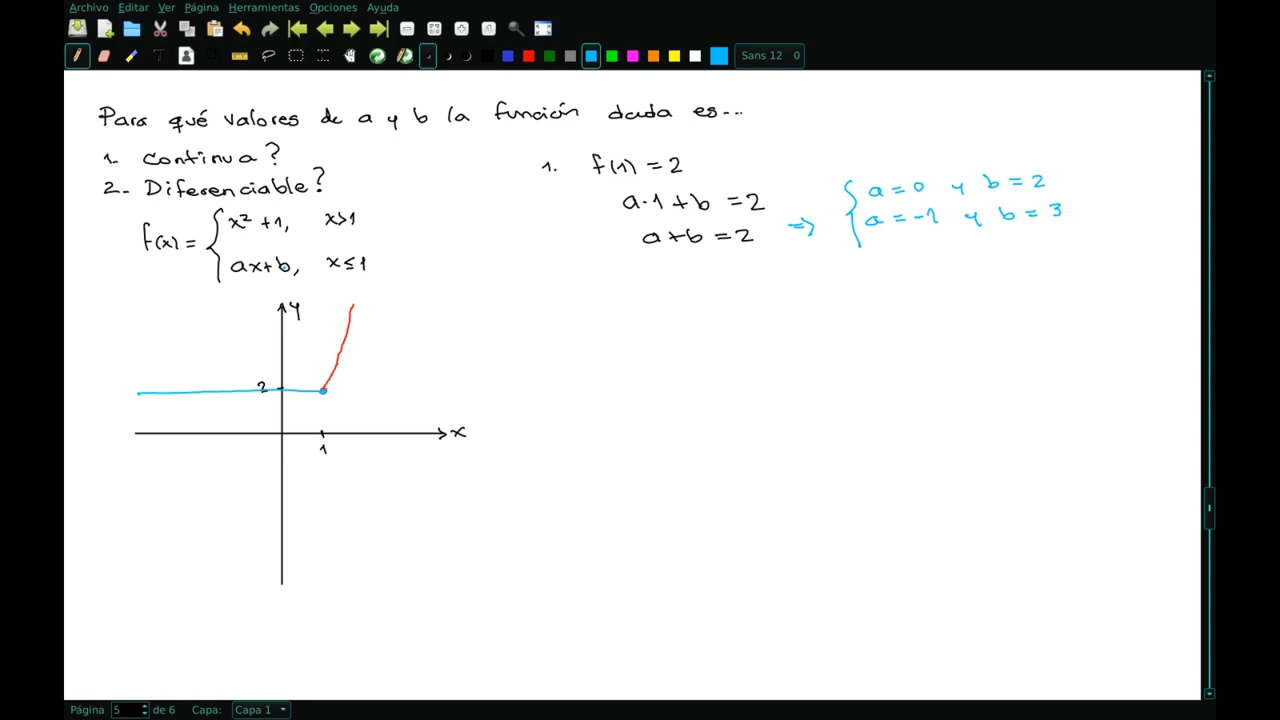 Archivo Editar Ver Página Herramientas Opciones Ayuda
Sans 12 0
Para qué valores de a y b la función dada es...
1. Continua?
2.- Diferenciable?
f(x) = { x² + 1, x>1
ax+b, x≤1
1. f(1) = 2
a·1 + b = 2
a+b = 2 => { a = 0 y b = 2
a = -1 y b = 3
y
2
x
1
Página 5 de 6 Capa: Capa 1